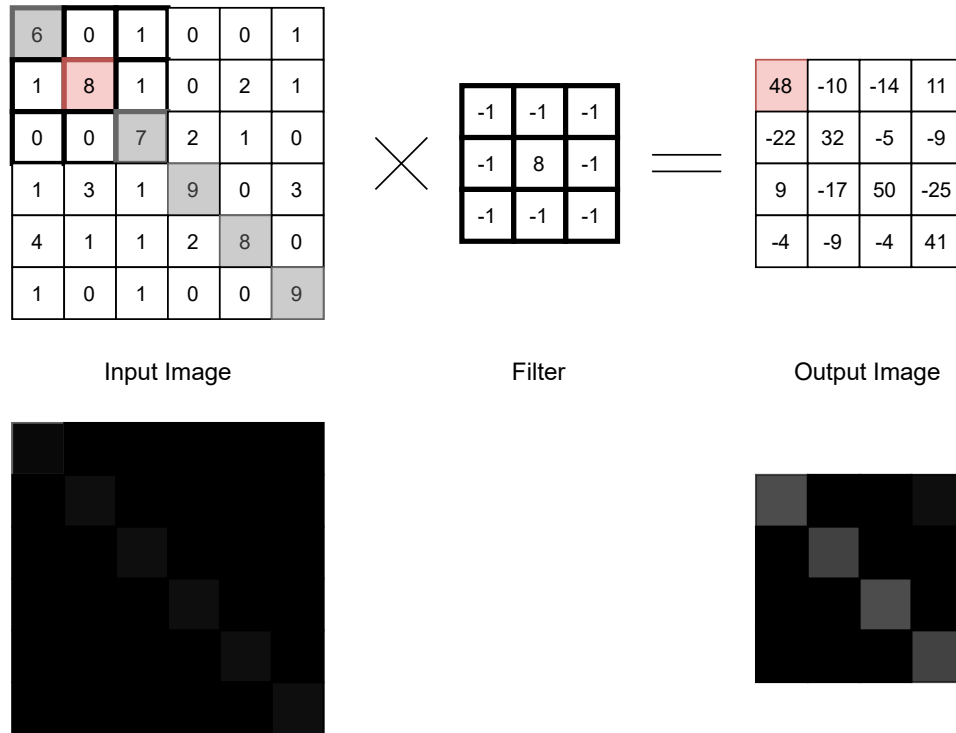 6 0 1 0 0 1
1 8 1 0 2 1
0 0 7 2 1 0
1 3 1 9 0 3
4 1 1 2 8 0
1 0 1 0 0 9
-1 -1 -1
-1 8 -1
-1 -1 -1
48 -10 -14 11
-22 32 -5 -9
9 -17 50 -25
-4 -9 -4 41
Input Image
Filter
Output Image